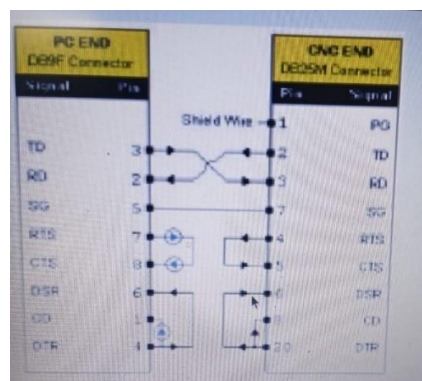 PC END
DB9F Connector
Signal Pin
CNC END
DB25M Connector
Pin Signal
Shield Wire 1 PG
TD 3 2 TD
RD 2 3 RD
SG 5 7 SG
RTS 7 4 RTS
CTS 8 5 CTS
DSR 6 6 DSR
CD 1 8 CD
DTR 4 20 DTR